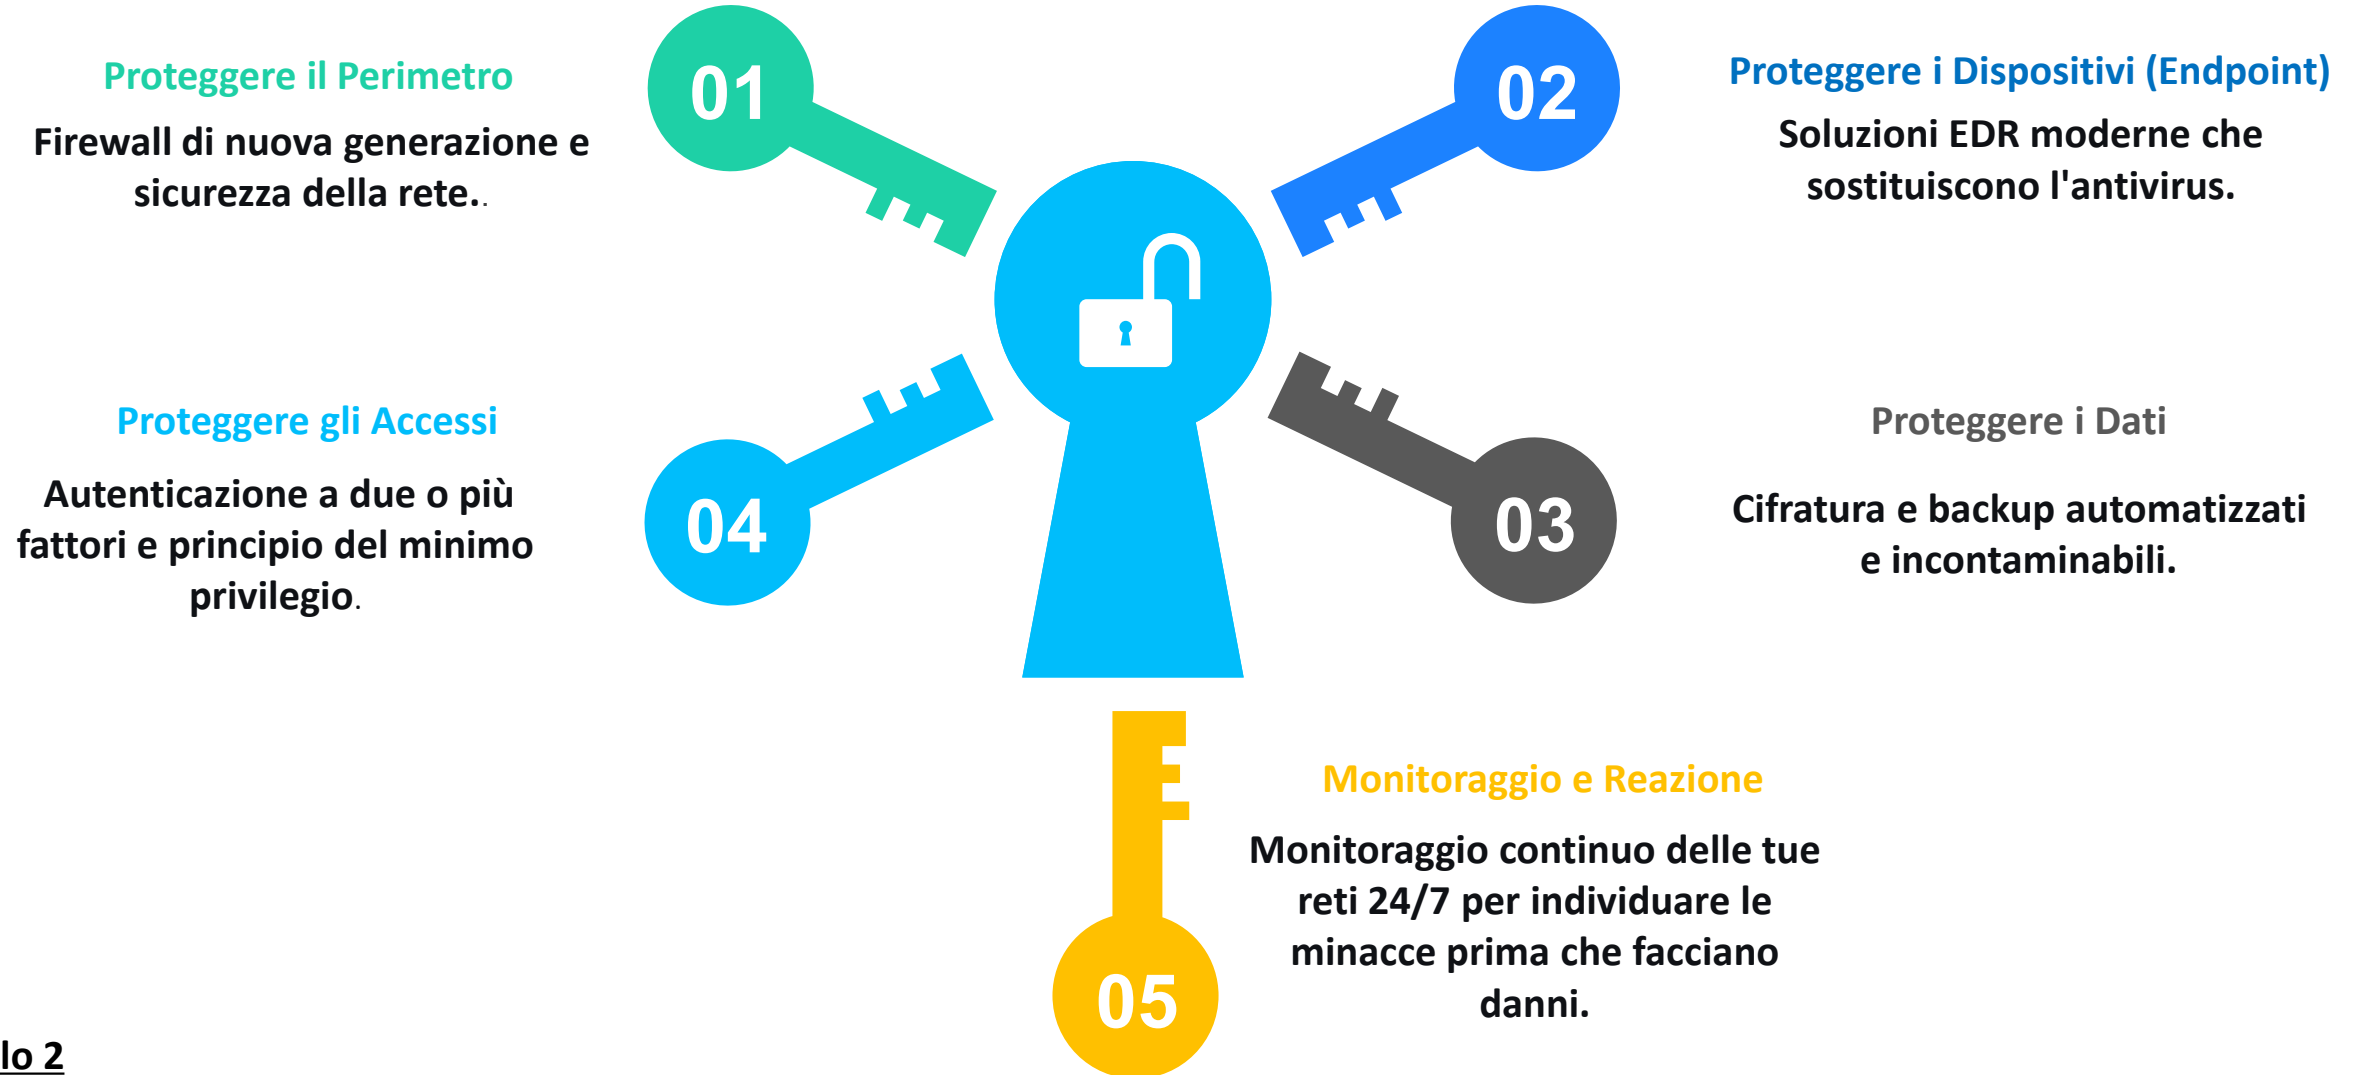 01
Proteggere il Perimetro
Firewall di nuova generazione e
sicurezza della rete..
02
Proteggere i Dispositivi (Endpoint)
Soluzioni EDR moderne che
sostituiscono l'antivirus.
04
Proteggere gli Accessi
Autenticazione a due o più
fattori e principio del minimo
privilegio.
03
Proteggere i Dati
Cifratura e backup automatizzati
e incontaminabili.
05
Monitoraggio e Reazione
Monitoraggio continuo delle tue
reti 24/7 per individuare le
minacce prima che facciano
danni.
lo 2